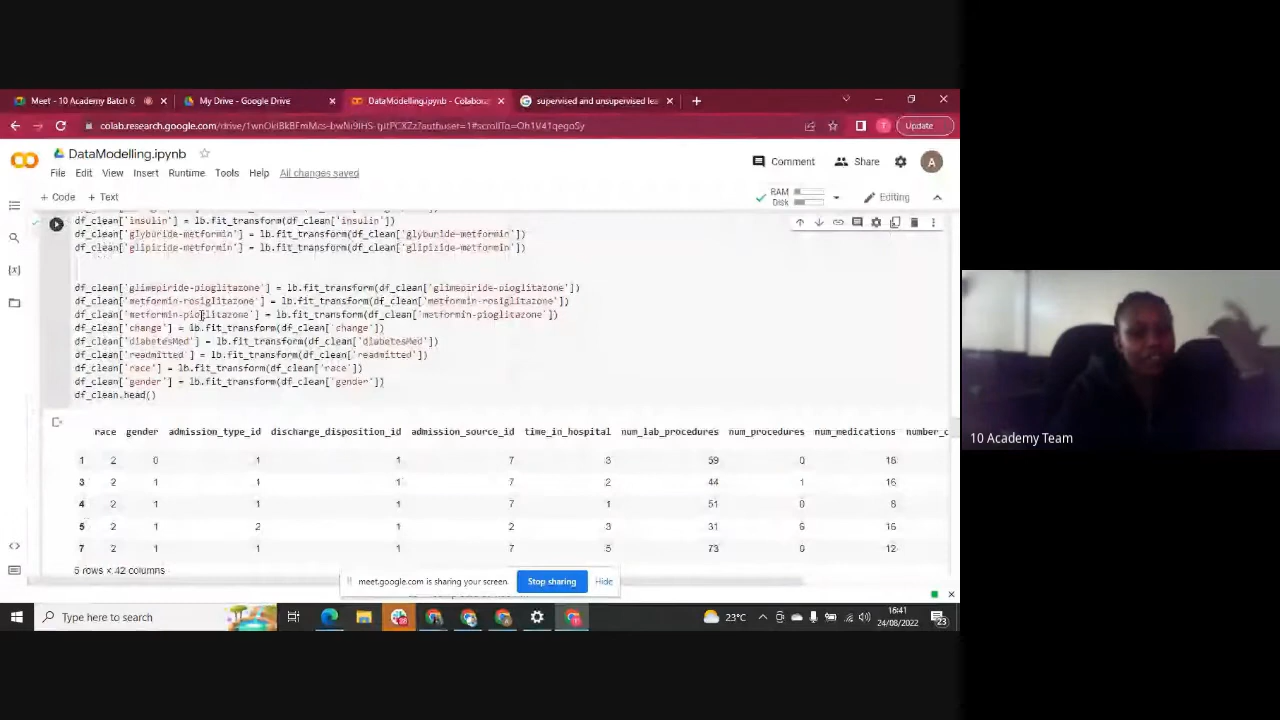 Meet - 10 Academy Batch 6
My Drive - Google Drive
DataModelling.ipynb - Colabora
supervised and unsupervised lea
Update
DataModelling.ipynb
File Edit View Insert Runtime Tools Help All changes saved
Comment Share A
+ Code + Text
RAM
Disk
Editing
df_clean['insulin'] = lb.fit_transform(df_clean['insulin'])
df_clean['glyburide-metformin'] = lb.fit_transform(df_clean['glyburide-metformin'])
df_clean['glipizide-metformin'] = lb.fit_transform(df_clean['glipizide-metformin'])
df_clean['glimepiride-pioglitazone'] = lb.fit_transform(df_clean['glimepiride-pioglitazone'])
df_clean['metformin-rosiglitazone'] = lb.fit_transform(df_clean['metformin-rosiglitazone'])
df_clean['metformin-pioglitazone'] = lb.fit_transform(df_clean['metformin-pioglitazone'])
df_clean['change'] = lb.fit_transform(df_clean['change'])
df_clean['diabetesMed'] = lb.fit_transform(df_clean['diabetesMed'])
df_clean['readmitted'] = lb.fit_transform(df_clean['readmitted'])
df_clean['race'] = lb.fit_transform(df_clean['race'])
df_clean['gender'] = lb.fit_transform(df_clean['gender'])
df_clean.head()
race gender admission_type_id discharge_disposition_id admission_source_id time_in_hospital num_lab_procedures num_procedures num_medications number_c
1 2 0 1 1 7 3 59 0 18
3 2 1 1 1 7 2 44 1 16
4 2 1 1 1 7 1 51 0 8
5 2 1 2 1 2 3 31 6 16
7 2 1 1 1 7 5 73 0 12
5 rows × 42 columns
meet.google.com is sharing your screen. Stop sharing Hide
Type here to search
23°C
16:41
24/08/2022
23
10 Academy Team